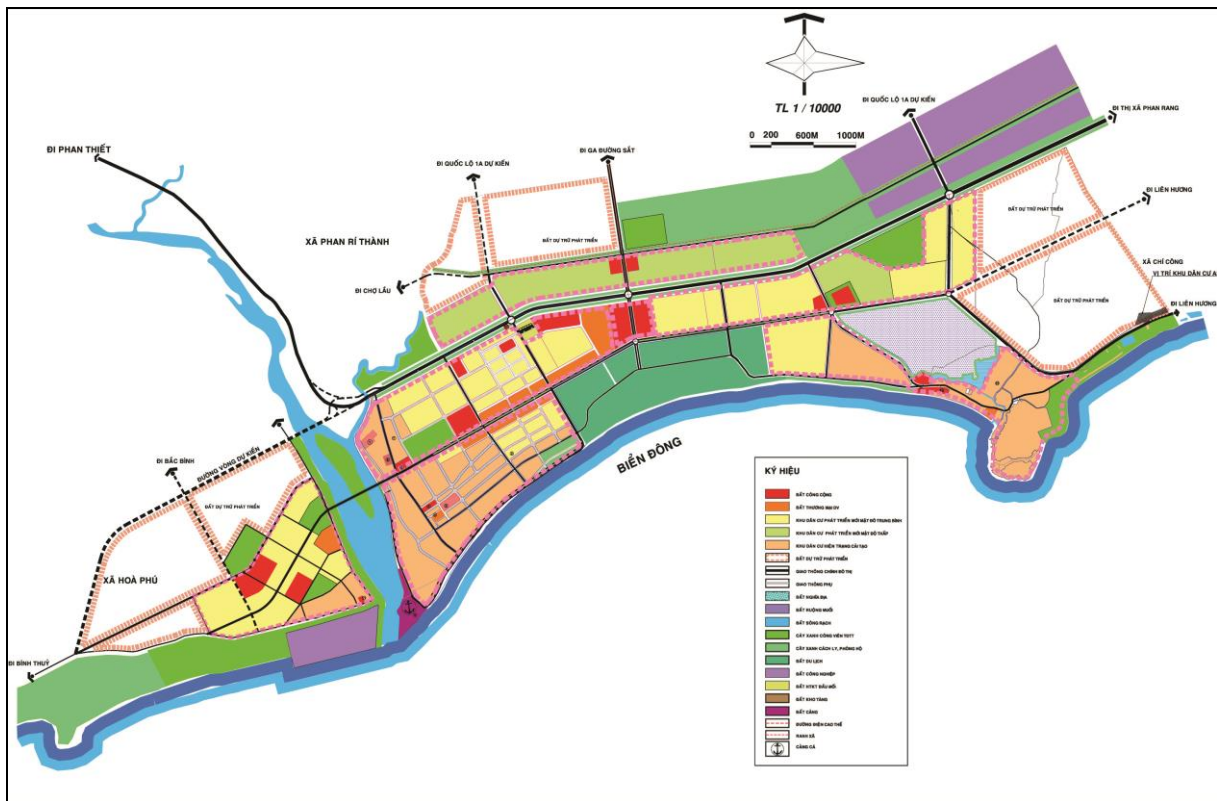 TL 1 / 10000
0 200 600M 1000M
ĐI QUỐC LỘ 1A DỰ KIẾN
ĐI THỊ XÃ PHAN RANG
ĐI PHAN THIẾT
ĐI QUỐC LỘ 1A DỰ KIẾN
ĐI GA ĐƯỜNG SẮT
ĐI LIÊN HƯƠNG
ĐẤT DỰ TRỮ PHÁT TRIỂN
XÃ PHAN RÍ THÀNH
ĐẤT DỰ TRỮ PHÁT TRIỂN
XÃ CHÍ CÔNG
VỊ TRÍ KHU DÂN CƯ A
ĐI CHỢ LẦU
ĐẤT DỰ TRỮ PHÁT TRIỂN
ĐI LIÊN HƯƠNG
BIỂN ĐÔNG
ĐƯỜNG VÒNG DỰ KIẾN
ĐI BẮC BÌNH
ĐẤT DỰ TRỮ PHÁT TRIỂN
XÃ HOÀ PHÚ
ĐI BÌNH THUỶ
KÝ HIỆU
ĐẤT CÔNG CỘNG
ĐẤT THƯƠNG MẠI DV
KHU DÂN CƯ PHÁT TRIỂN MỚI MẬT ĐỘ TRUNG BÌNH
KHU DÂN CƯ PHÁT TRIỂN MỚI MẬT ĐỘ THẤP
KHU DÂN CƯ HIỆN TRẠNG CẢI TẠO
ĐẤT DỰ TRỮ PHÁT TRIỂN
GIAO THÔNG CHÍNH ĐÔ THỊ
GIAO THÔNG PHỤ
ĐẤT NGHĨA ĐỊA
ĐẤT RUỘNG MUỐI
ĐẤT SÔNG RẠCH
CÂY XANH CÔNG VIÊN TDTT
CÂY XANH CÁCH LY, PHÒNG HỘ
ĐẤT DU LỊCH
ĐẤT CÔNG NGHIỆP
ĐẤT HTKT ĐẦU MỐI
ĐẤT KHO TÀNG
ĐẤT CẢNG
ĐƯỜNG ĐIỆN CAO THẾ
RANH XÃ
CẢNG CÁ